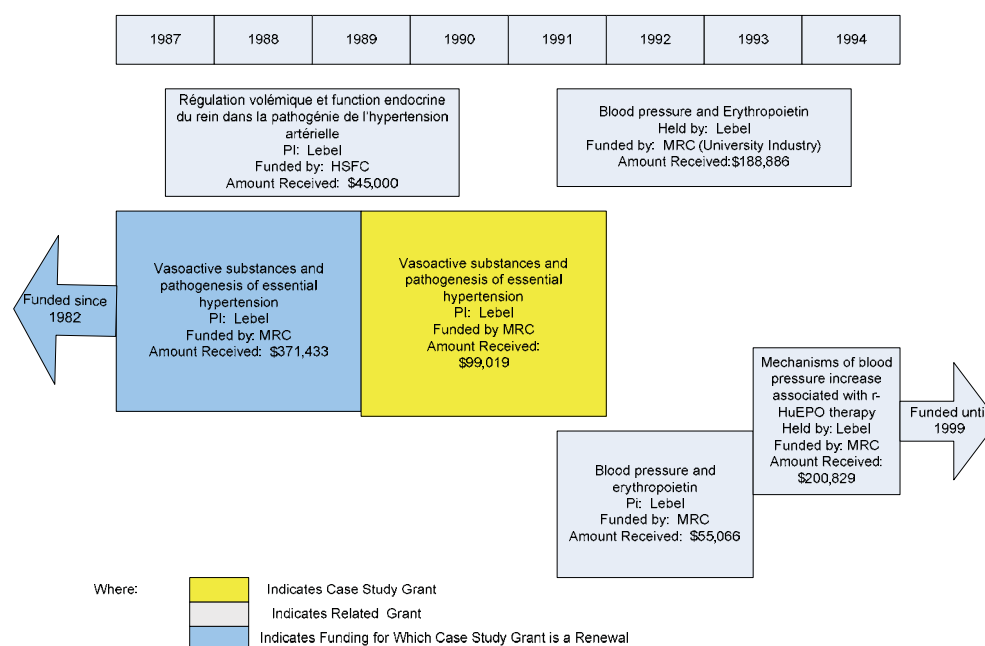 1987 1988 1989 1990 1991 1992 1993 1994
Régulation volémique et function endocrine
du rein dans la pathogénie de l'hypertension
artérielle
PI: Lebel
Funded by: HSFC
Amount Received: $45,000
Blood pressure and Erythropoietin
Held by: Lebel
Funded by: MRC (University Industry)
Amount Received:$188,886
Funded since
1982
Vasoactive substances and
pathogenesis of essential
hypertension
PI: Lebel
Funded by: MRC
Amount Received: $371,433
Vasoactive substances and
pathogenesis of essential
hypertension
PI: Lebel
Funded by MRC
Amount Received:
$99,019
Mechanisms of blood
pressure increase
associated with r-
HuEPO therapy
Held by: Lebel
Funded by: MRC
Amount Received:
$200,829
Funded unti
1999
Blood pressure and
erythropoietin
Pi: Lebel
Funded by: MRC
Amount Received: $55,066
Where:
Indicates Case Study Grant
Indicates Related Grant
Indicates Funding for Which Case Study Grant is a Renewal